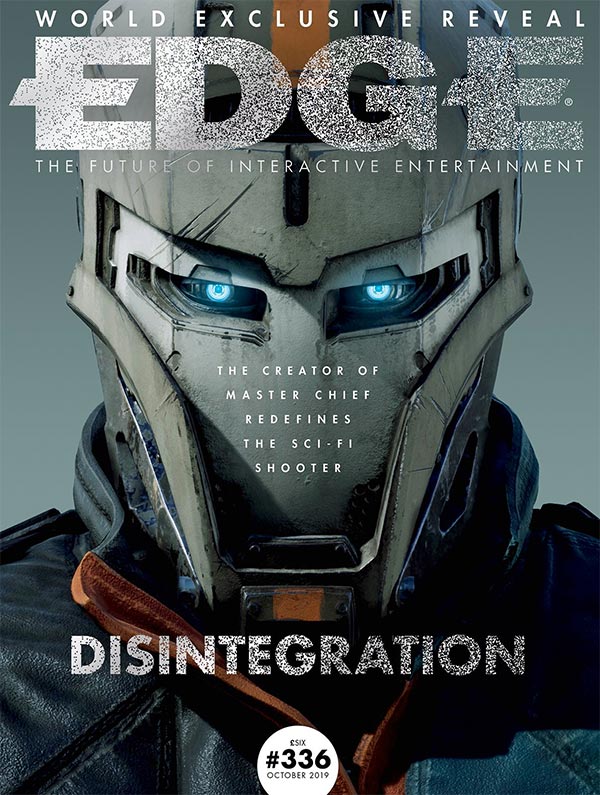 WORLD EXCLUSIVE REVEAL
EDGE®
THE FUTURE OF INTERACTIVE ENTERTAINMENT
THE CREATOR OF
MASTER CHIEF
REDEFINES
THE SCI-FI
SHOOTER
DISINTEGRATION
£SIX
#336
OCTOBER 2019